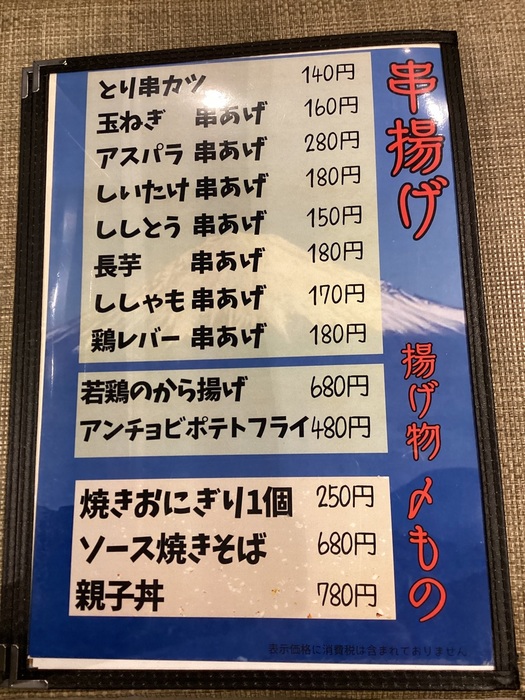 串揚げ
とり串カツ 140円
玉ねぎ 串あげ 160円
アスパラ 串あげ 280円
しいたけ 串あげ 180円
ししとう 串あげ 150円
長芋 串あげ 180円
ししゃも 串あげ 170円
鶏レバー 串あげ 180円
揚げ物
若鶏のから揚げ 680円
アンチョビポテトフライ 480円
〆もの
焼きおにぎり1個 250円
ソース焼きそば 680円
親子丼 780円
表示価格に消費税は含まれておりません